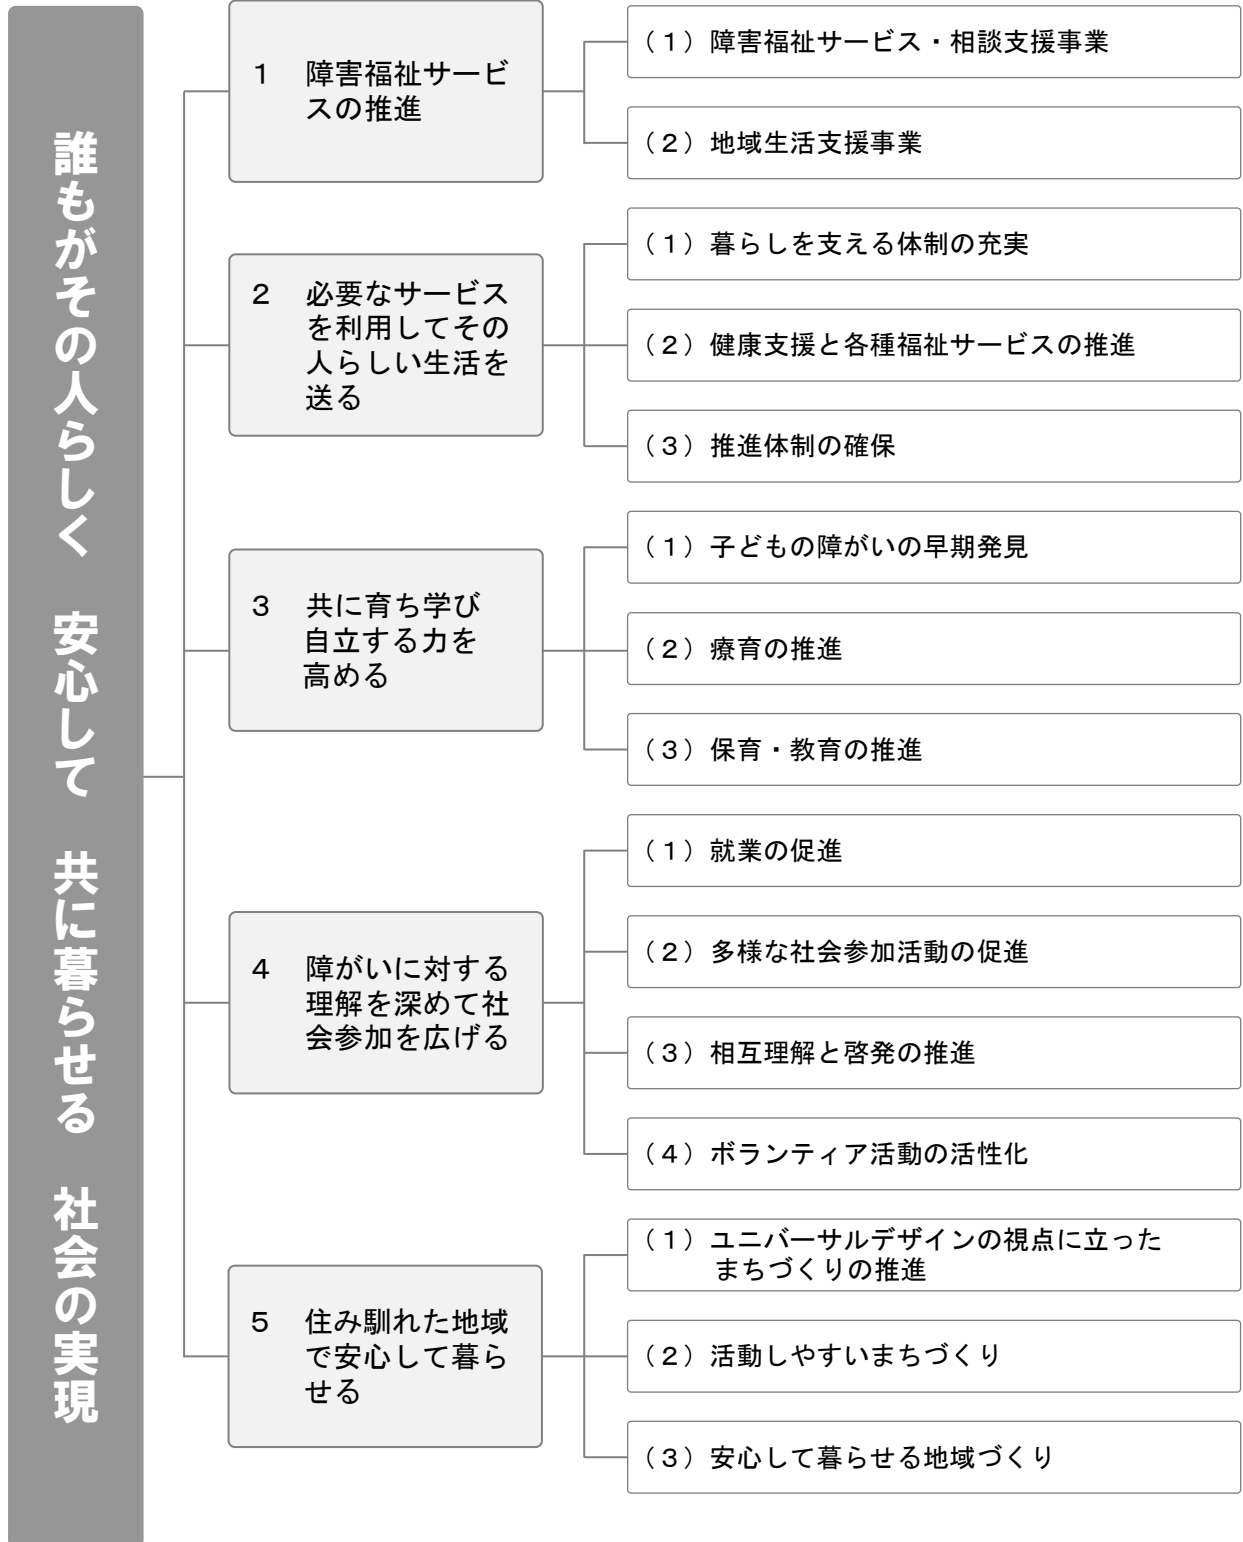 誰もがその人らしく　安心して　共に暮らせる　社会の実現
１　障害福祉サービ
スの推進
（１）障害福祉サービス・相談支援事業
（２）地域生活支援事業
２　必要なサービス
を利用してその
人らしい生活を
送る
（１）暮らしを支える体制の充実
（２）健康支援と各種福祉サービスの推進
（３）推進体制の確保
３　共に育ち学び
自立する力を
高める
（１）子どもの障がいの早期発見
（２）療育の推進
（３）保育・教育の推進
４　障がいに対する
理解を深めて社
会参加を広げる
（１）就業の促進
（２）多様な社会参加活動の促進
（３）相互理解と啓発の推進
（４）ボランティア活動の活性化
５　住み馴れた地域
で安心して暮ら
せる
（１）ユニバーサルデザインの視点に立った
まちづくりの推進
（２）活動しやすいまちづくり
（３）安心して暮らせる地域づくり